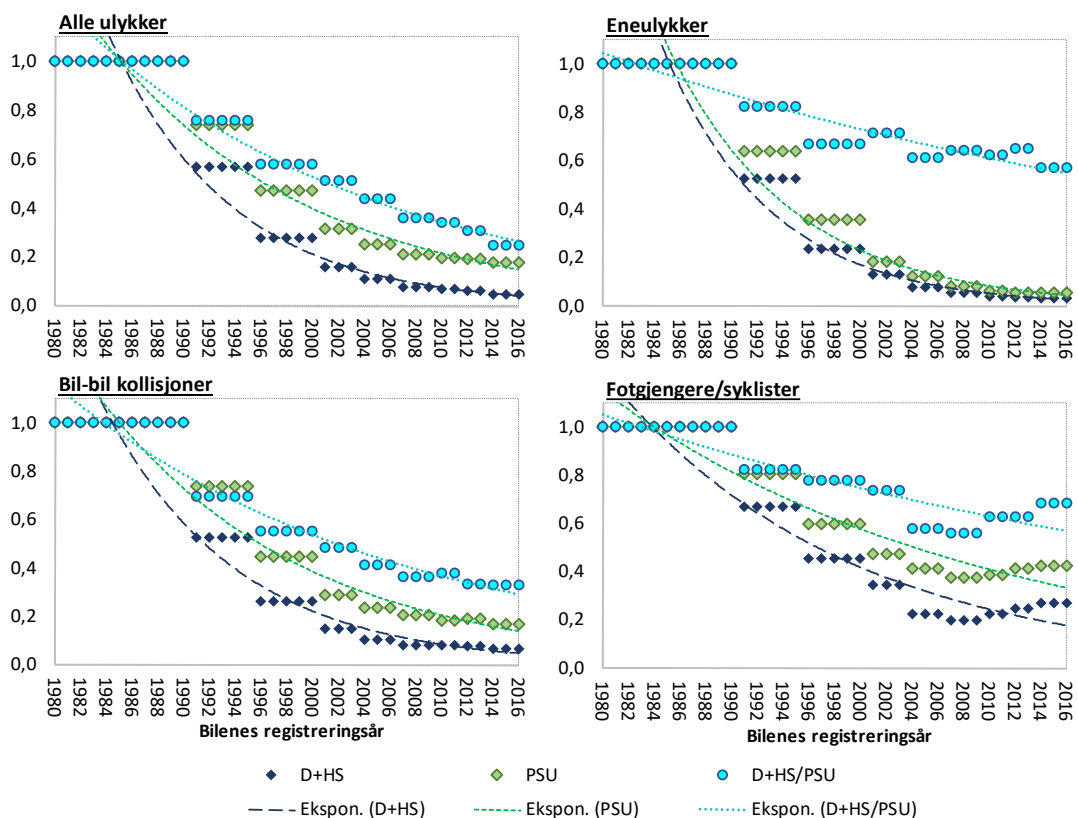 Alle ulykker
1,0
0,8
0,6
0,4
0,2
0,0
1980 1982 1984 1986 1988 1990 1992 1994 1996 1998 2000 2002 2004 2006 2008 2010 2012 2014 2016
Eneulykker
1,0
0,8
0,6
0,4
0,2
0,0
1980 1982 1984 1986 1988 1990 1992 1994 1996 1998 2000 2002 2004 2006 2008 2010 2012 2014 2016
Bil-bil kollisjoner
1,0
0,8
0,6
0,4
0,2
0,0
1980 1982 1984 1986 1988 1990 1992 1994 1996 1998 2000 2002 2004 2006 2008 2010 2012 2014 2016
Bilenes registreringsår
Fotgjengere/syklister
1,0
0,8
0,6
0,4
0,2
0,0
1980 1982 1984 1986 1988 1990 1992 1994 1996 1998 2000 2002 2004 2006 2008 2010 2012 2014 2016
Bilenes registreringsår
D+HS PSU D+HS/PSU
Ekspon. (D+HS) Ekspon. (PSU) Ekspon. (D+HS/PSU)